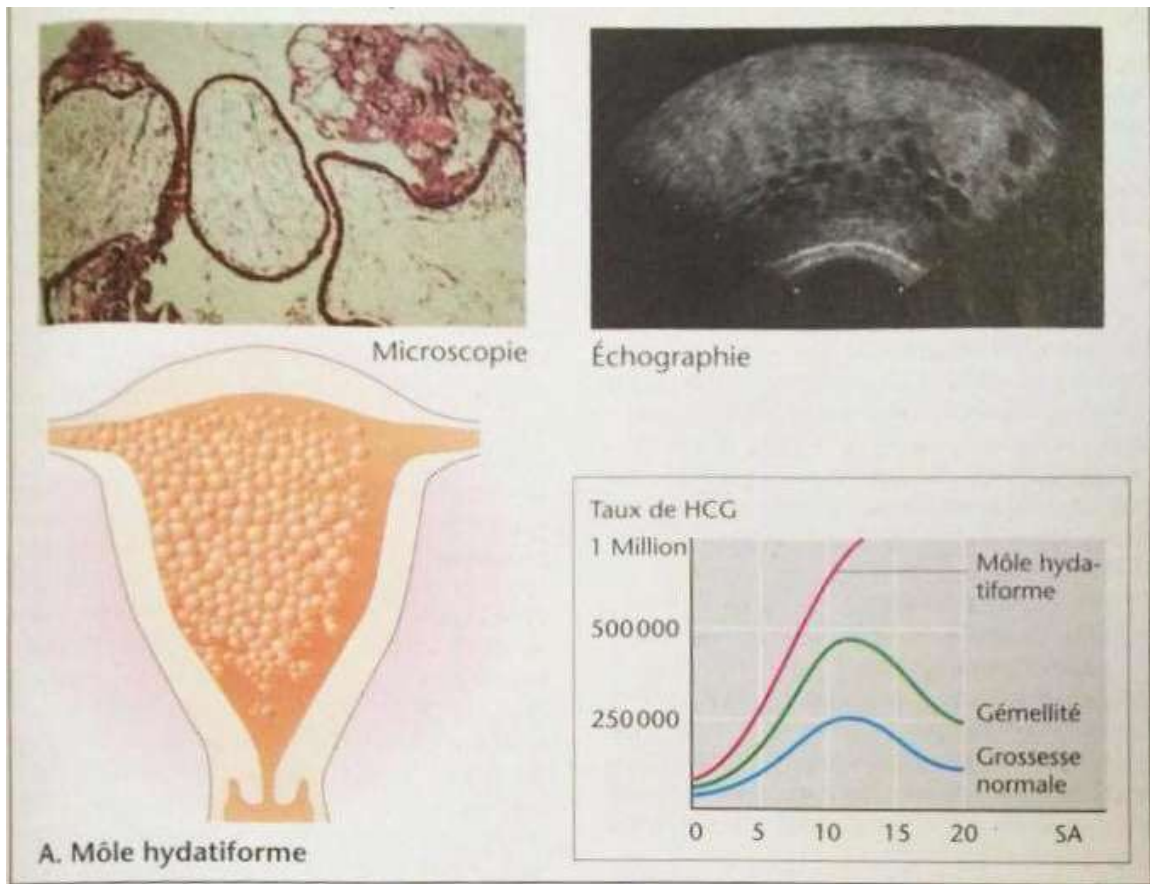 Microscopie
Échographie
Taux de HCG
1 Million
Môle hyda-
tiforme
500 000
250 000
Gémellité
Grossesse
normale
0 5 10 15 20 SA
A. Môle hydatiforme